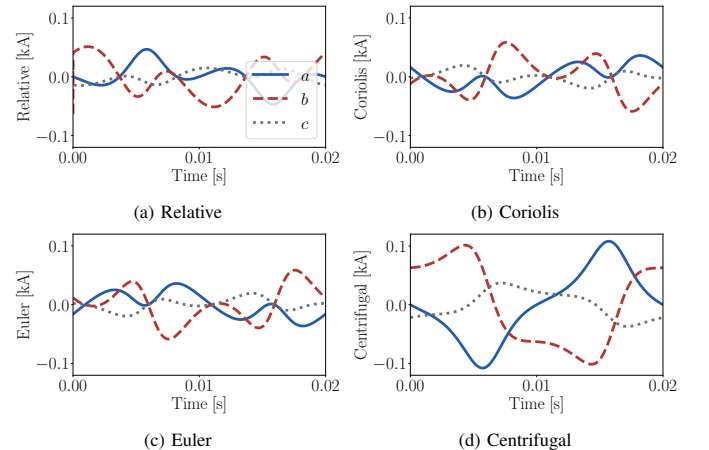 0.1
0.0
−0.1
Relative [kA]
a
b
c
0.00
0.01
0.02
Time [s]
(a) Relative
0.1
0.0
−0.1
Coriolis [kA]
0.00
0.01
0.02
Time [s]
(b) Coriolis
0.1
0.0
−0.1
Euler [kA]
0.00
0.01
0.02
Time [s]
(c) Euler
0.1
0.0
−0.1
Centrifugal [kA]
0.00
0.01
0.02
Time [s]
(d) Centrifugal